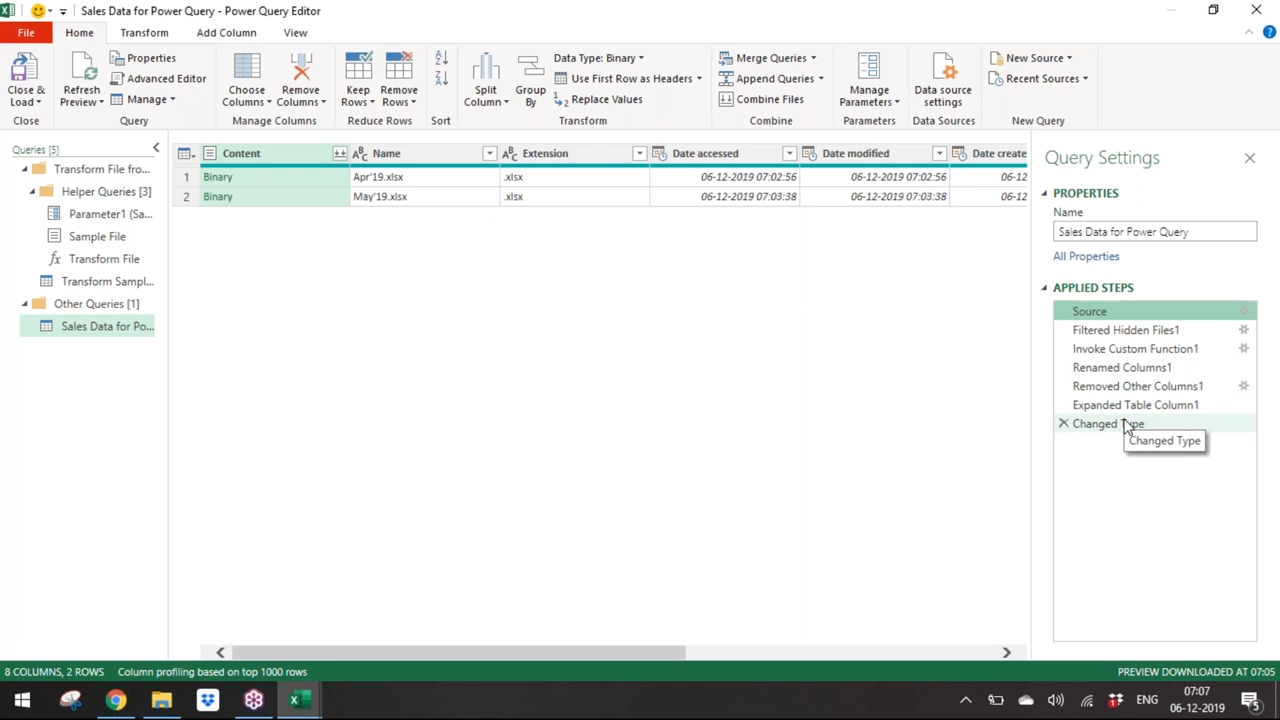 Sales Data for Power Query - Power Query Editor
File
Home
Transform
Add Column
View
Close &
Load
Close
Refresh
Preview
Properties
Advanced Editor
Manage
Query
Choose
Columns
Remove
Columns
Manage Columns
Keep
Rows
Remove
Rows
Reduce Rows
Sort
Split
Column
Group
By
Data Type: Binary
Use First Row as Headers
Replace Values
Transform
Merge Queries
Append Queries
Combine Files
Combine
Manage
Parameters
Parameters
Data source
settings
Data Sources
New Source
Recent Sources
New Query
Queries [5]
Transform File fro...
Helper Queries [3]
Parameter1 (Sa...
Sample File
fx Transform File
Transform Sampl...
Other Queries [1]
Sales Data for Po...
Content
ABC Name
ABC Extension
Date accessed
Date modified
Date create
1 Binary Apr'19.xlsx .xlsx 06-12-2019 07:02:56 06-12-2019 07:02:56 06-12
2 Binary May'19.xlsx .xlsx 06-12-2019 07:03:38 06-12-2019 07:03:38 06-12
Query Settings
PROPERTIES
Name
Sales Data for Power Query
All Properties
APPLIED STEPS
Source
Filtered Hidden Files1
Invoke Custom Function1
Renamed Columns1
Removed Other Columns1
Expanded Table Column1
Changed Type
Changed Type
8 COLUMNS, 2 ROWS
Column profiling based on top 1000 rows
PREVIEW DOWNLOADED AT 07:05
ENG
07:07
06-12-2019
5